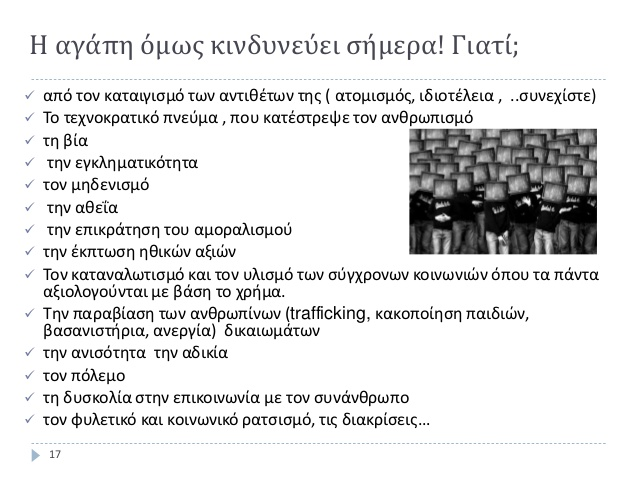 Η αγάπη όμως κινδυνεύει σήμερα! Γιατί;
από τον καταιγισμό των αντιθέτων της ( ατομισμός, ιδιοτέλεια , ..συνεχίστε)
Το τεχνοκρατικό πνεύμα , που κατέστρεψε τον ανθρωπισμό
τη βία
την εγκληματικότητα
τον μηδενισμό
την αθεΐα
την επικράτηση του αμοραλισμού
την έκπτωση ηθικών αξιών
Τον καταναλωτισμό και τον υλισμό των σύγχρονων κοινωνιών όπου τα πάντα
αξιολογούνται με βάση το χρήμα.
Την παραβίαση των ανθρωπίνων (trafficking, κακοποίηση παιδιών,
βασανιστήρια, ανεργία) δικαιωμάτων
την ανισότητα την αδικία
τον πόλεμο
τη δυσκολία στην επικοινωνία με τον συνάνθρωπο
τον φυλετικό και κοινωνικό ρατσισμό, τις διακρίσεις…
17